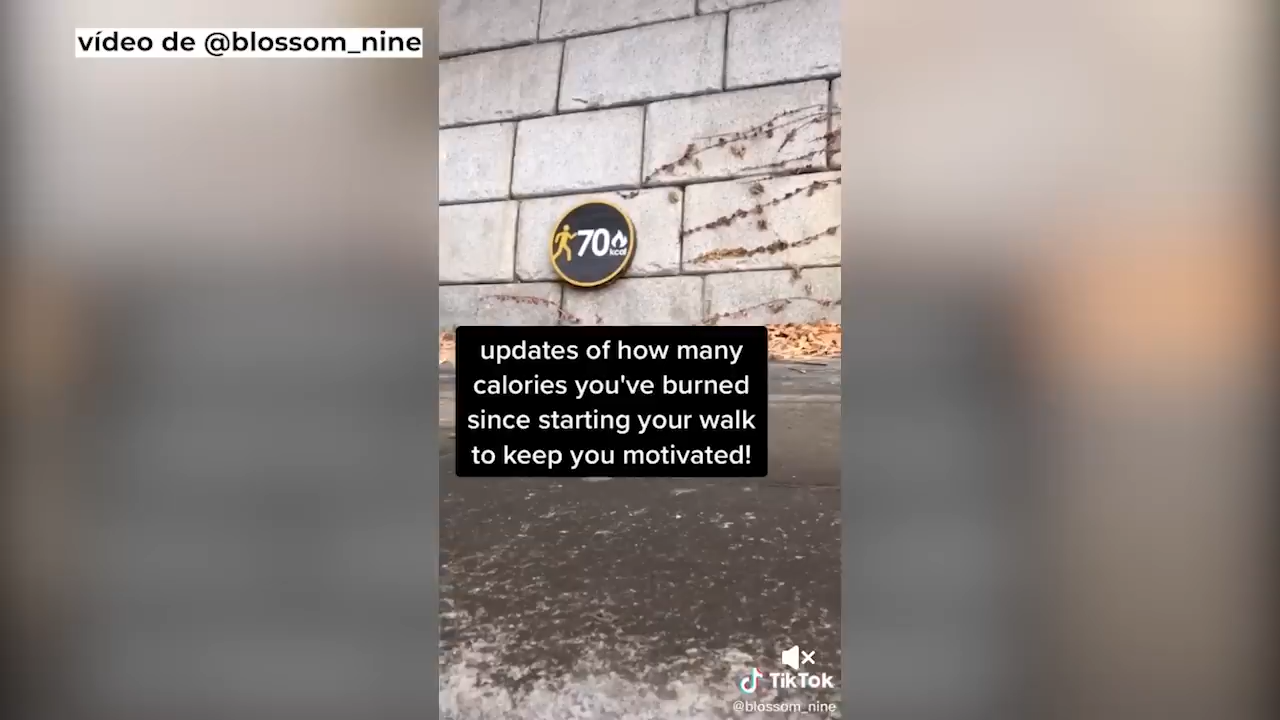 vídeo de @blossom_nine
70
kcal
updates of how many
calories you've burned
since starting your walk
to keep you motivated!
TikTok
@blossom_nine